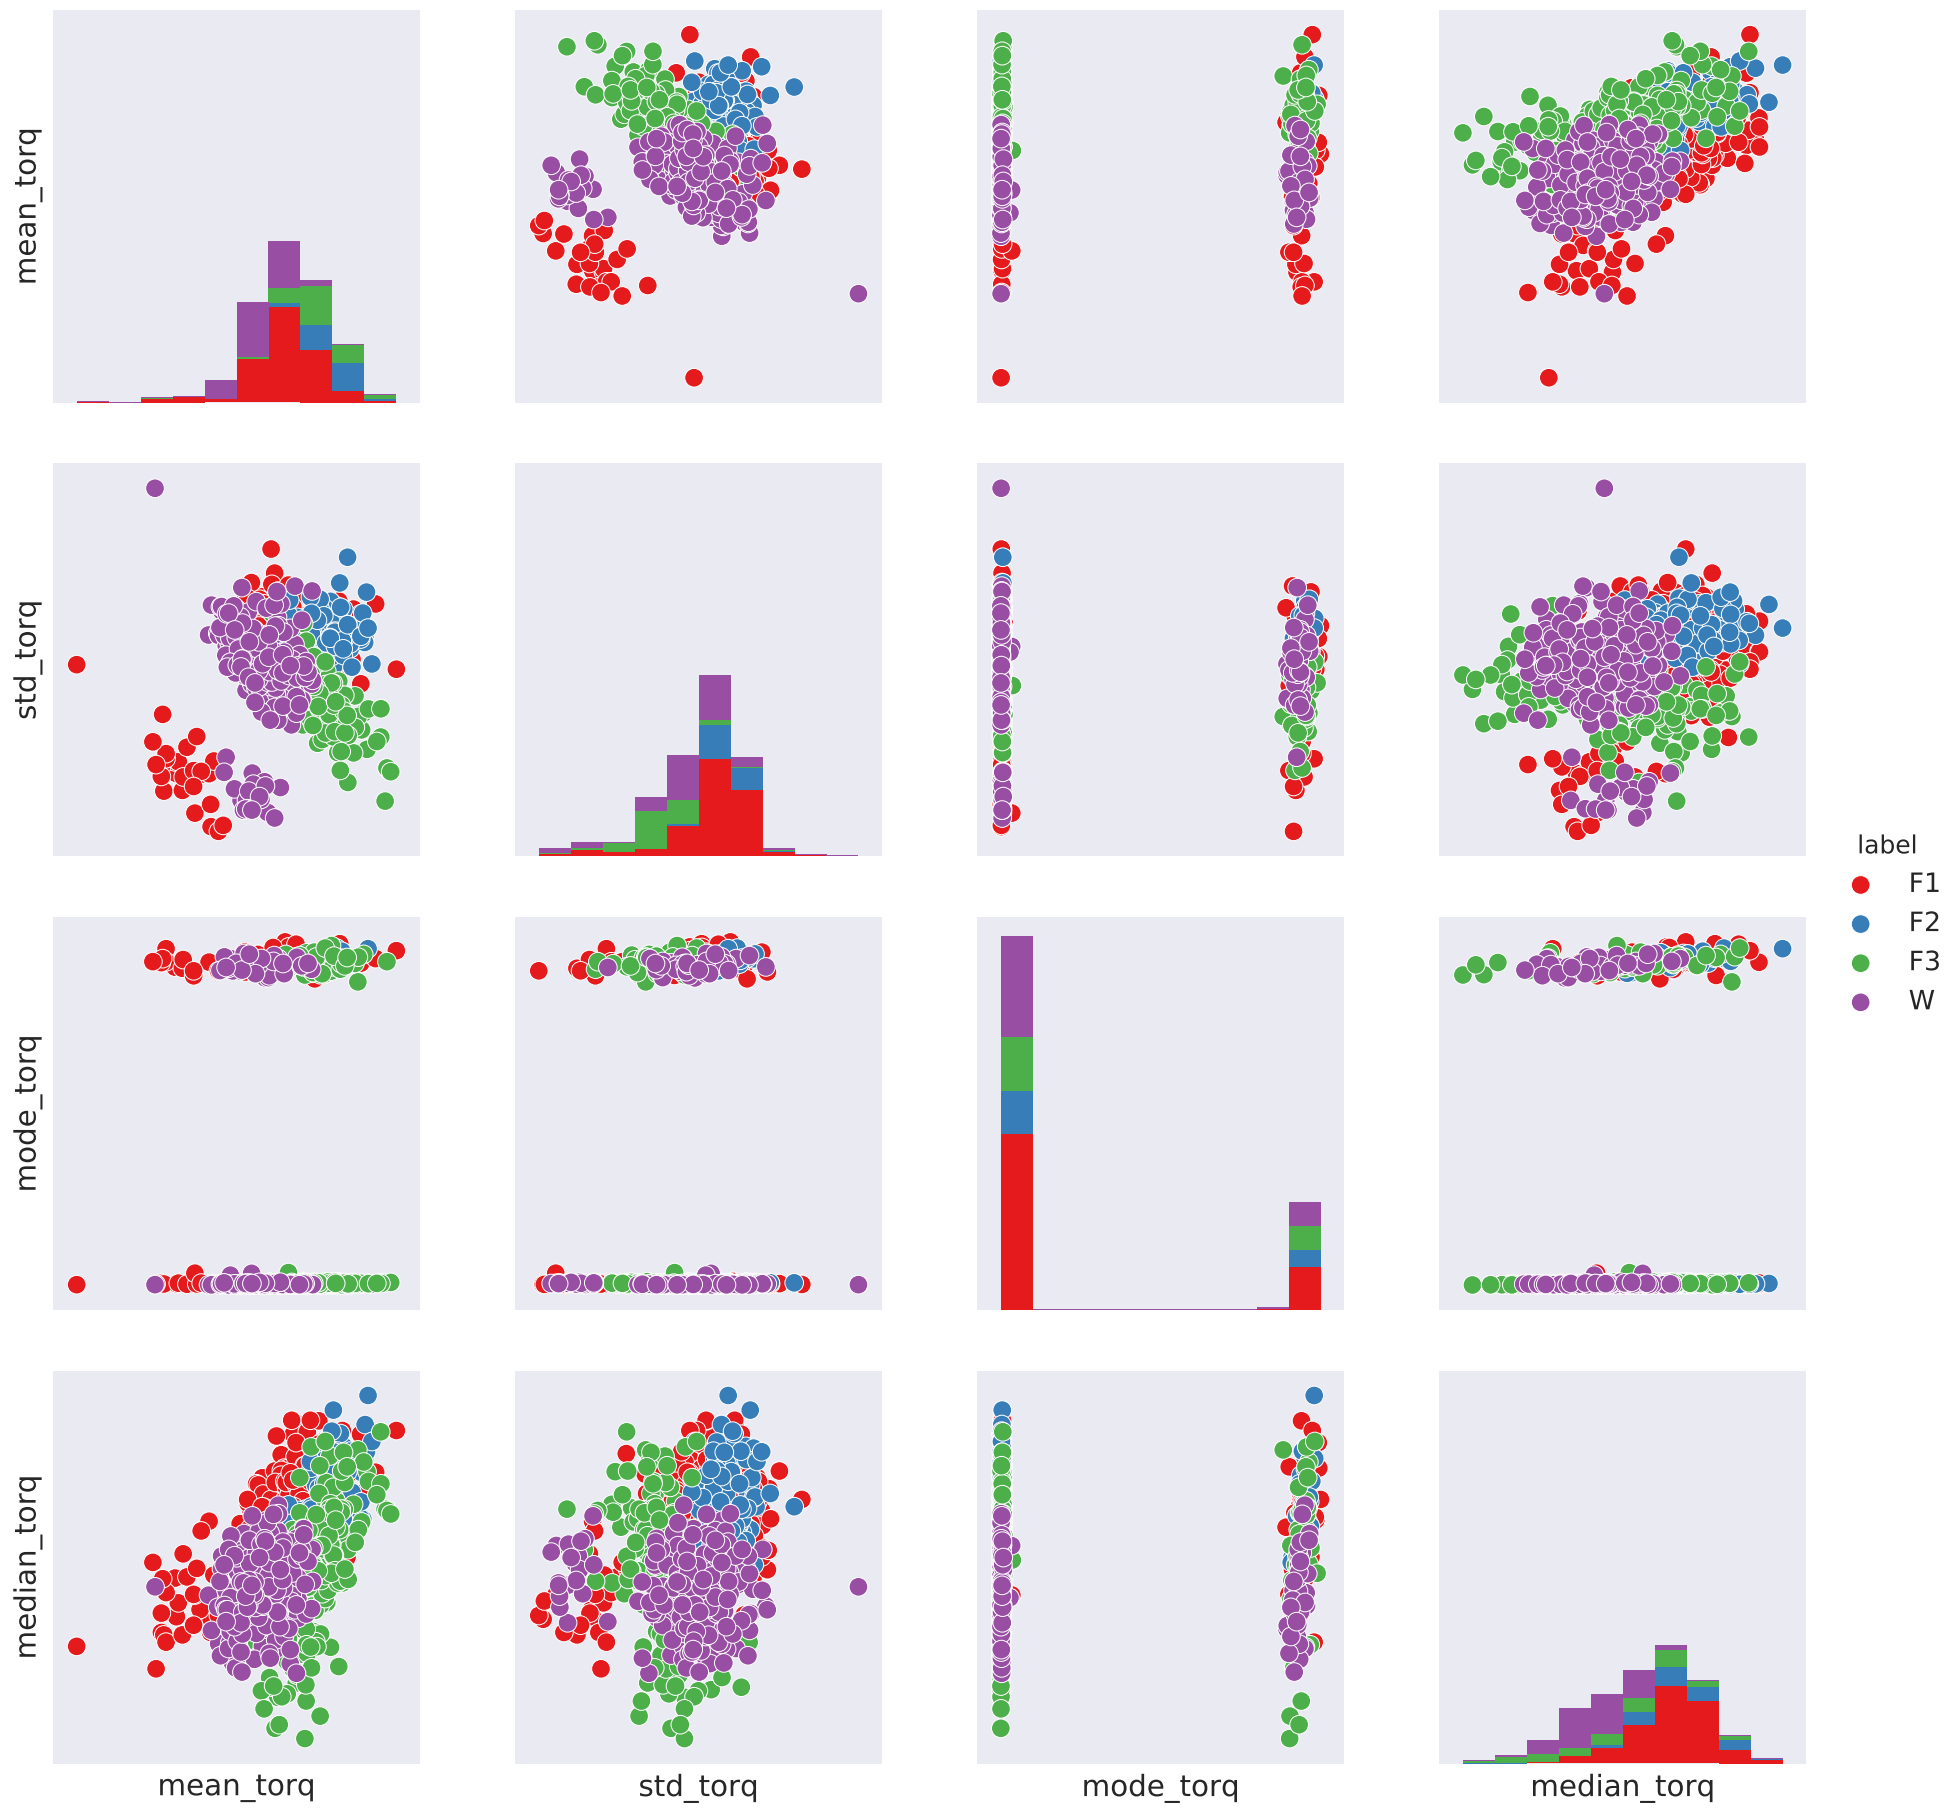 mean_torq
std_torq
mode_torq
median_torq
mean_torq
std_torq
mode_torq
median_torq
label
F1
F2
F3
W